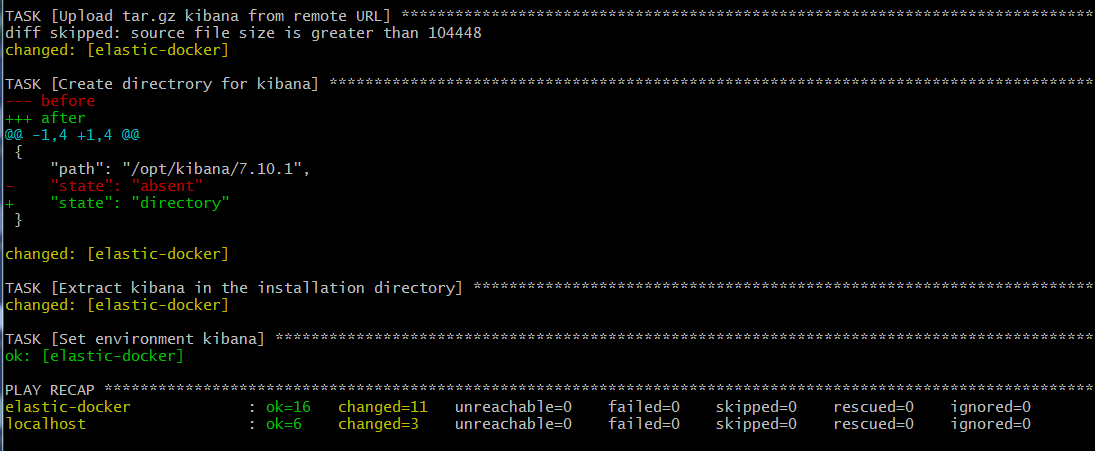 TASK [Upload tar.gz kibana from remote URL] *****************************************************************************
diff skipped: source file size is greater than 104448
changed: [elastic-docker]
TASK [Create directrory for kibana] *************************************************************************************
--- before
+++ after
@@ -1,4 +1,4 @@
 {
     "path": "/opt/kibana/7.10.1",
-    "state": "absent"
+    "state": "directory"
 }
changed: [elastic-docker]
TASK [Extract kibana in the installation directory] *********************************************************************
changed: [elastic-docker]
TASK [Set environment kibana] *******************************************************************************************
ok: [elastic-docker]
PLAY RECAP **************************************************************************************************************
elastic-docker             : ok=16   changed=11   unreachable=0    failed=0    skipped=0    rescued=0    ignored=0
localhost                  : ok=6    changed=3    unreachable=0    failed=0    skipped=0    rescued=0    ignored=0